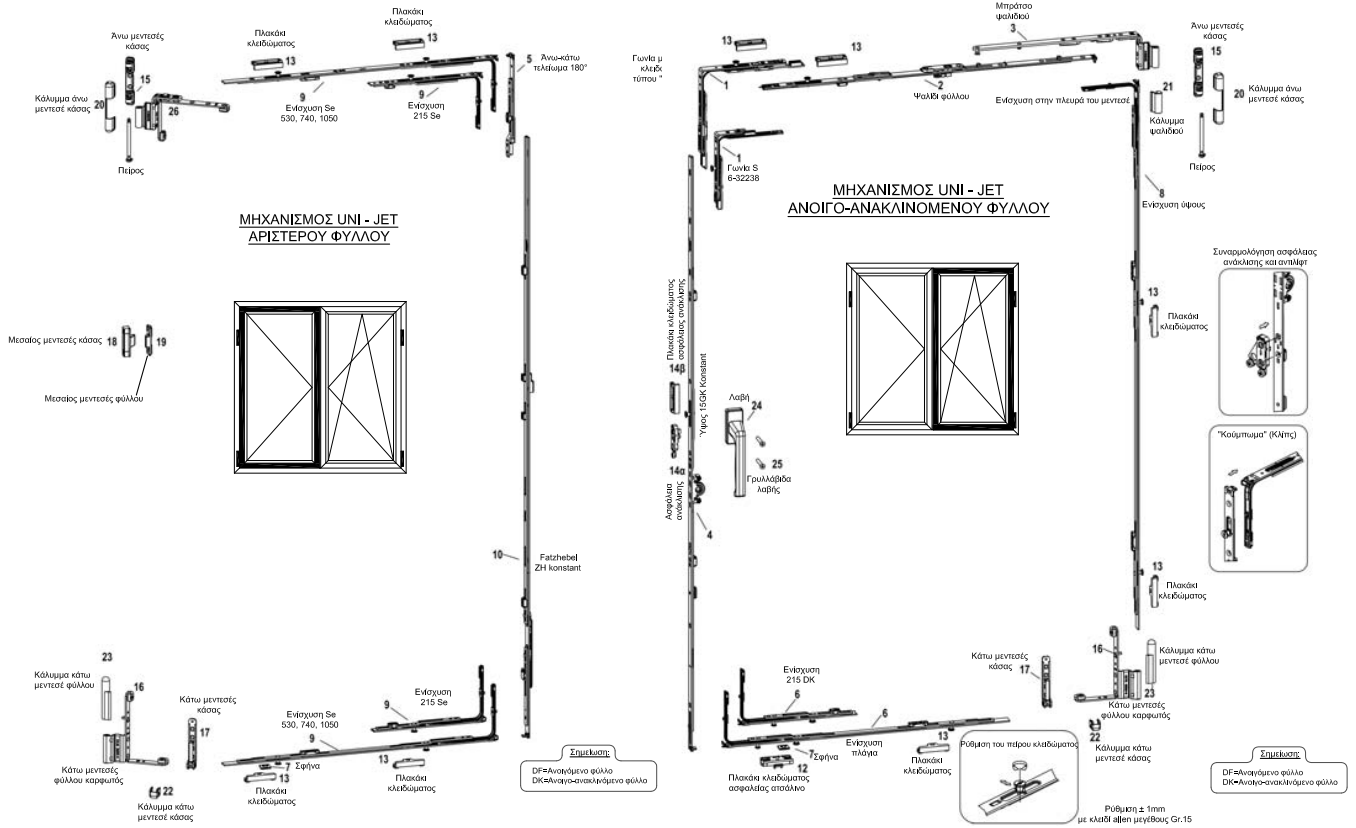 Πλακάκι
κλειδώματος
13
Πλακάκι
κλειδώματος
13
Άνω μεντεσές
κάσας
15
Κάλυμμα άνω
μεντεσέ κάσας
20
26
Πείρος
9
Ενίσχυση Se
530, 740, 1050
9
Ενίσχυση
215 Se
5
Άνω-κάτω
τελείωμα 180°
ΜΗΧΑΝΙΣΜΟΣ UNI - JET
ΑΡΙΣΤΕΡΟΥ ΦΥΛΛΟΥ
Μεσαίος μεντεσές κάσας
18
19
Μεσαίος μεντεσές φύλλου
10
Fatzhebel
ZH konstant
23
Κάλυμμα κάτω
μεντεσέ φύλλου
16
Κάτω μεντεσές
κάσας
17
Κάτω μεντεσές
φύλλου καρφωτός
22
Κάλυμμα κάτω
μεντεσέ κάσας
9
Ενίσχυση
215 Se
Ενίσχυση Se
530, 740, 1050
9
7
Σφήνα
13
Πλακάκι
κλειδώματος
13
Πλακάκι
κλειδώματος
Σημείωση:
DF=Ανοιγόμενο φύλλο
DK=Ανοιγο-ανακλινόμενο φύλλο
Γωνία μ
κλειδ
τύπου "
13
13
1
1
Γωνία S
6-32238
Μπράτσο
ψαλιδιού
3
2
Ψαλίδι φύλλου
Ενίσχυση στην πλευρά του μεντεσέ
21
Κάλυμμα
ψαλιδιού
Άνω μεντεσές
κάσας
15
20
Κάλυμμα άνω
μεντεσέ κάσας
Πείρος
8
Ενίσχυση ύψους
ΜΗΧΑΝΙΣΜΟΣ UNI - JET
ΑΝΟΙΓΟ-ΑΝΑΚΛΙΝΟΜΕΝΟΥ ΦΥΛΛΟΥ
Πλακάκι κλειδώματος
ασφάλειας ανάκλισης
14β
Ύψος 15GK Konstant
14α
Ασφάλεια
ανάκλισης
4
Λαβή
24
25
Γρυλλάβιδα
λαβής
Συναρμολόγηση ασφάλειας
ανάκλισης και αντιλίφτ
13
Πλακάκι
κλειδώματος
"Κούμπωμα" (Κλιπς)
13
Πλακάκι
κλειδώματος
Ενίσχυση
215 DK
6
6
Ενίσχυση
πλάγια
7
Σφήνα
12
Πλακάκι κλειδώματος
ασφαλείας ατσάλινο
13
Πλακάκι
κλειδώματος
Κάτω μεντεσές
κάσας
17
16
Κάλυμμα κάτω
μεντεσέ φύλλου
23
Κάτω μεντεσές
φύλλου καρφωτός
22
Κάλυμμα κάτω
μεντεσέ κάσας
Ρύθμιση του πείρου κλειδώματος
Ρύθμιση ± 1mm
με κλειδί allen μεγέθους Gr.15
Σημείωση:
DF=Ανοιγόμενο φύλλο
DK=Ανοιγο-ανακλινόμενο φύλλο